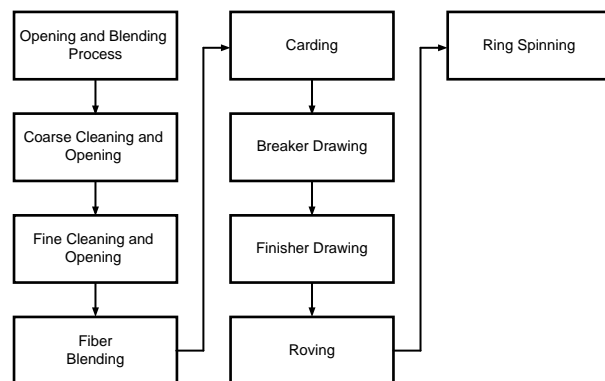 Opening and Blending
Process
Coarse Cleaning and
Opening
Fine Cleaning and
Opening
Fiber
Blending
Carding
Breaker Drawing
Finisher Drawing
Roving
Ring Spinning